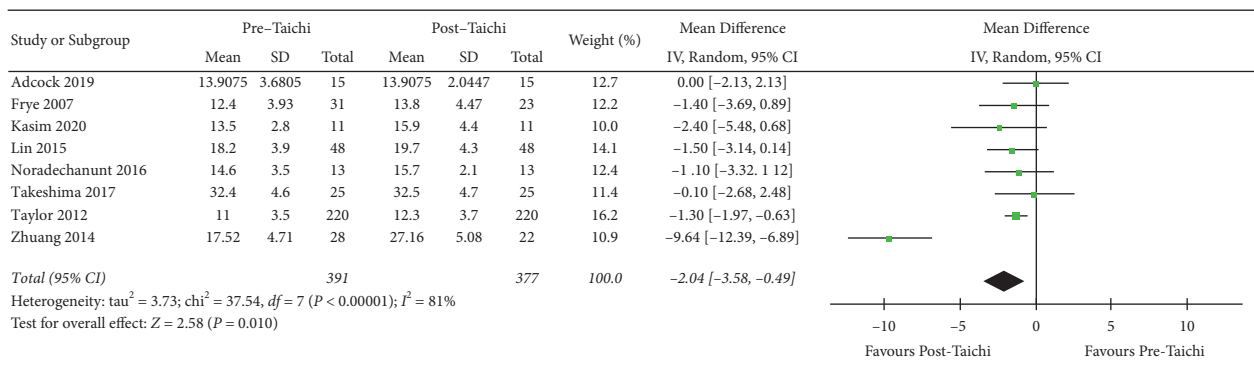 Study or Subgroup Pre–Taichi Post–Taichi Weight (%) Mean Difference Mean Difference
Mean SD Total Mean SD Total IV, Random, 95% CI IV, Random, 95% CI
Adcock 2019 13.9075 3.6805 15 13.9075 2.0447 15 12.7 0.00 [−2.13, 2.13]
Frye 2007 12.4 3.93 31 13.8 4.47 23 12.2 −1.40 [−3.69, 0.89]
Kasim 2020 13.5 2.8 11 15.9 4.4 11 10.0 −2.40 [−5.48, 0.68]
Lin 2015 18.2 3.9 48 19.7 4.3 48 14.1 −1.50 [−3.14, 0.14]
Noradechanunt 2016 14.6 3.5 13 15.7 2.1 13 12.4 −1 .10 [−3.32. 1 12]
Takeshima 2017 32.4 4.6 25 32.5 4.7 25 11.4 −0.10 [−2.68, 2.48]
Taylor 2012 11 3.5 220 12.3 3.7 220 16.2 −1.30 [−1.97, −0.63]
Zhuang 2014 17.52 4.71 28 27.16 5.08 22 10.9 −9.64 [−12.39, −6.89]
Total (95% CI) 391 377 100.0 −2.04 [−3.58, −0.49]
Heterogeneity: tau² = 3.73; chi² = 37.54, df = 7 (P < 0.00001); I² = 81%
Test for overall effect: Z = 2.58 (P = 0.010)
−10 −5 0 5 10
Favours Post-Taichi Favours Pre-Taichi